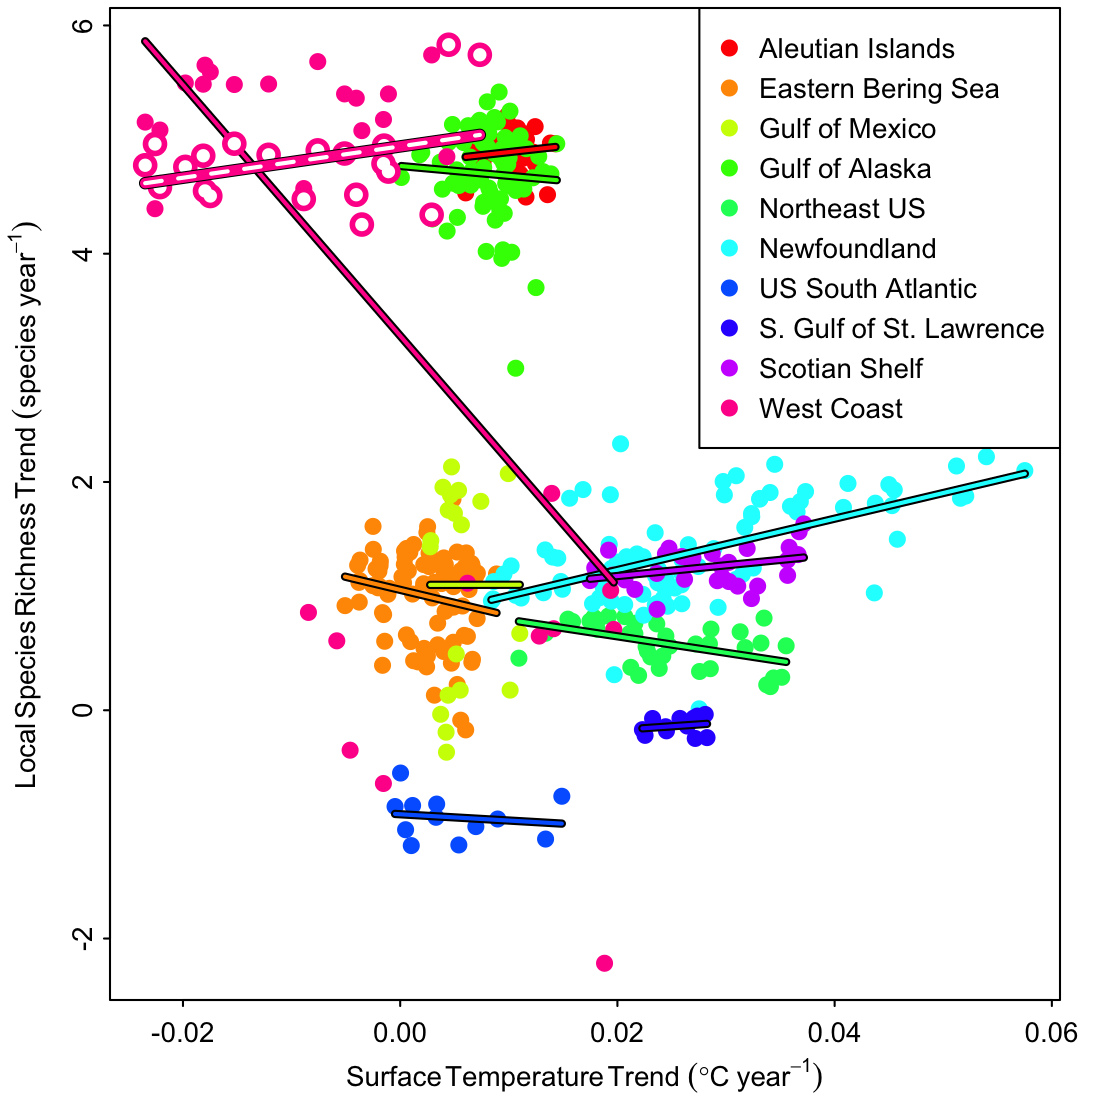 Aleutian Islands
Eastern Bering Sea
Gulf of Mexico
Gulf of Alaska
Northeast US
Newfoundland
US South Atlantic
S. Gulf of St. Lawrence
Scotian Shelf
West Coast
6
4
2
0
-2
Local Species Richness Trend (species year⁻¹)
-0.02 0.00 0.02 0.04 0.06
Surface Temperature Trend (°C year⁻¹)